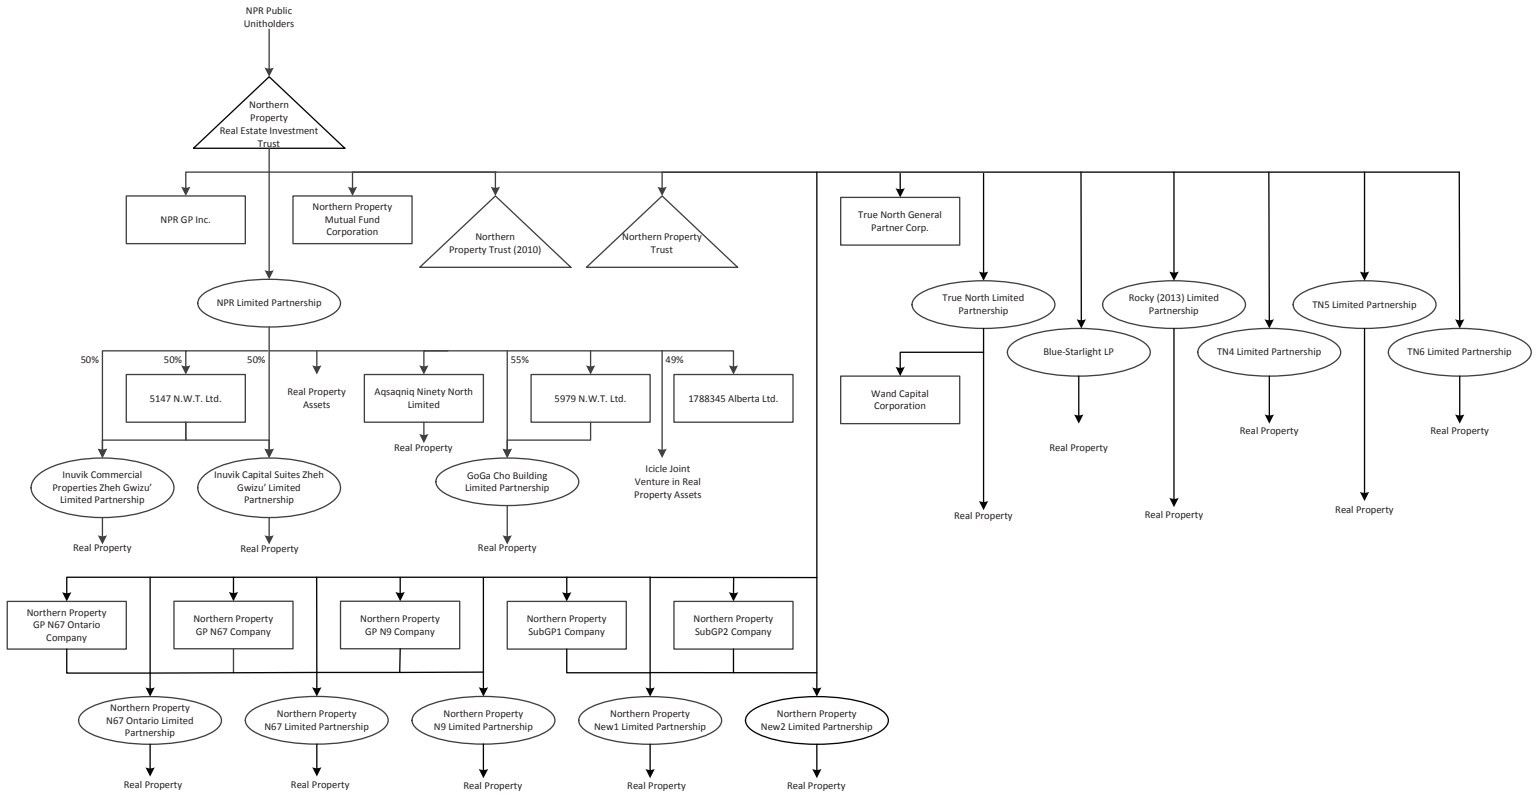 NPR Public
Unitholders
Northern
Property
Real Estate Investment
Trust
NPR GP Inc.
Northern Property
Mutual Fund
Corporation
Northern
Property Trust (2010)
Northern Property
Trust
True North General
Partner Corp.
NPR Limited Partnership
True North Limited
Partnership
Blue-Starlight LP
Rocky (2013) Limited
Partnership
TN4 Limited Partnership
TN5 Limited Partnership
TN6 Limited Partnership
50%
50%
50%
55%
49%
5147 N.W.T. Ltd.
Real Property
Assets
Aqsaqniq Ninety North
Limited
5979 N.W.T. Ltd.
1788345 Alberta Ltd.
Wand Capital
Corporation
Real Property
Real Property
Real Property
Real Property
Inuvik Commercial
Properties Zheh Gwizu’
Limited Partnership
Inuvik Capital Suites Zheh
Gwizu’ Limited
Partnership
GoGa Cho Building
Limited Partnership
Icicle Joint
Venture in Real
Property Assets
Real Property
Real Property
Real Property
Real Property
Real Property
Real Property
Northern Property
GP N67 Ontario
Company
Northern Property
GP N67 Company
Northern Property
GP N9 Company
Northern Property
SubGP1 Company
Northern Property
SubGP2 Company
Northern Property
N67 Ontario Limited
Partnership
Northern Property
N67 Limited Partnership
Northern Property
N9 Limited Partnership
Northern Property
New1 Limited Partnership
Northern Property
New2 Limited Partnership
Real Property
Real Property
Real Property
Real Property
Real Property